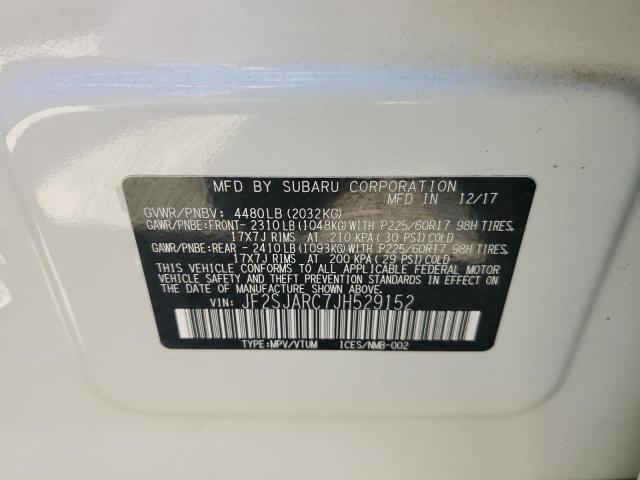 MFD BY SUBARU CORPORATION
MFD IN 12/17
GVWR/PNBV: 4480LB(2032KG)
GAWR/PNBE:FRONT-2310LB(1048KG)WITH P225/60R17 98H TIRES,
17X7J RIMS AT 210 KPA(30 PSI)COLD
GAWR/PNBE:REAR -2410LB(1093KG)WITH P225/60R17 98H TIRES,
17X7J RIMS AT 200 KPA(29 PSI)COLD
THIS VEHICLE CONFORMS TO ALL APPLICABLE FEDERAL MOTOR
VEHICLE SAFETY AND THEFT PREVENTION STANDARDS IN EFFECT
ON THE DATE OF MANUFACTURE SHOWN ABOVE.
VIN: JF2SJARC7JH529152
TYPE:MPV/VTUM ICES/NMB-002